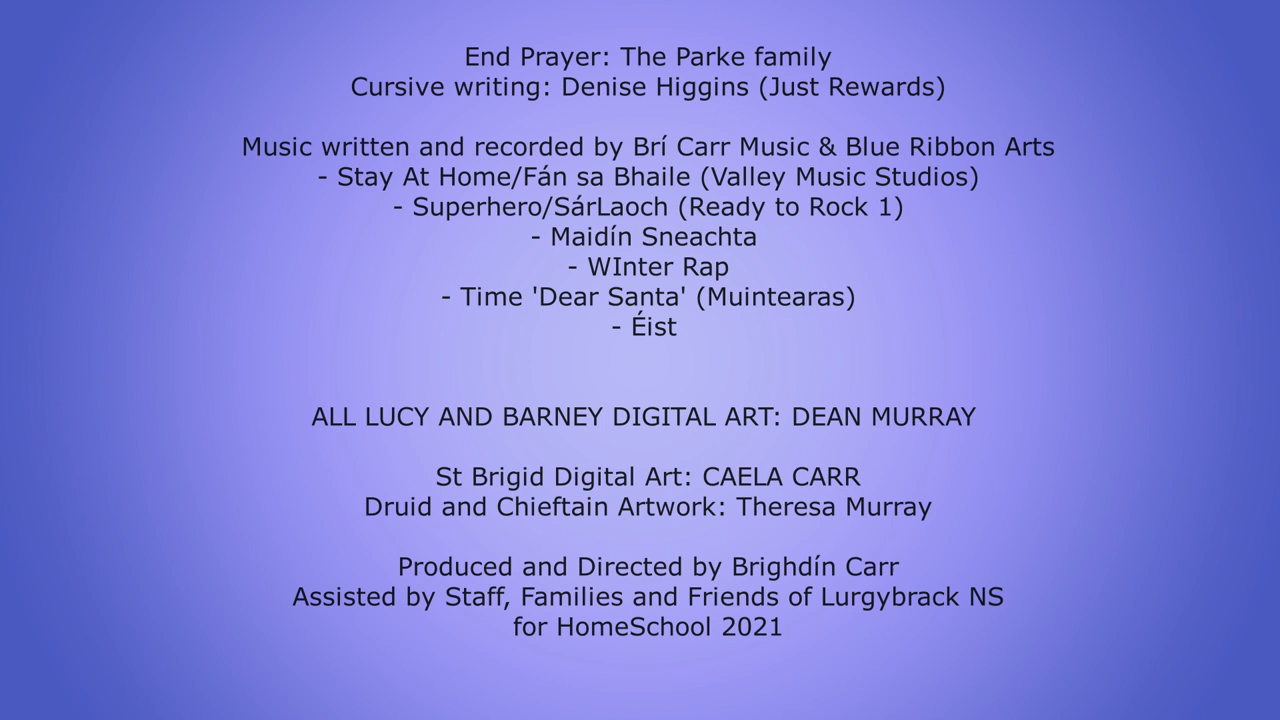 End Prayer: The Parke family
Cursive writing: Denise Higgins (Just Rewards)
Music written and recorded by Brí Carr Music & Blue Ribbon Arts
- Stay At Home/Fán sa Bhaile (Valley Music Studios)
- Superhero/SárLaoch (Ready to Rock 1)
- Maidín Sneachta
- WInter Rap
- Time 'Dear Santa' (Muintearas)
- Éist
ALL LUCY AND BARNEY DIGITAL ART: DEAN MURRAY
St Brigid Digital Art: CAELA CARR
Druid and Chieftain Artwork: Theresa Murray
Produced and Directed by Brighdín Carr
Assisted by Staff, Families and Friends of Lurgybrack NS
for HomeSchool 2021